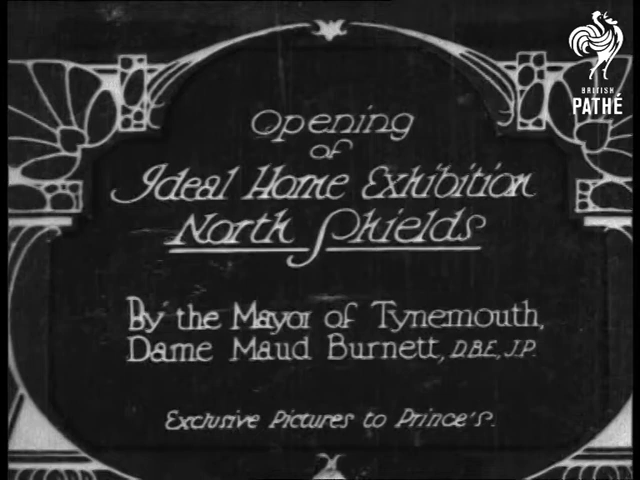 Opening
of
Ideal Home Exhibition
North Shields
By the Mayor of Tynemouth,
Dame Maud Burnett, D.B.E, J.P.
Exclusive Pictures to Prince's.
BRITISH
PATHÉ